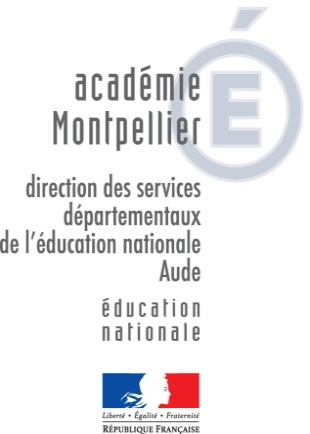 académie
Montpellier
É
direction des services
départementaux
de l'éducation nationale
Aude
éducation
nationale
Liberté • Égalité • Fraternité
RÉPUBLIQUE FRANÇAISE